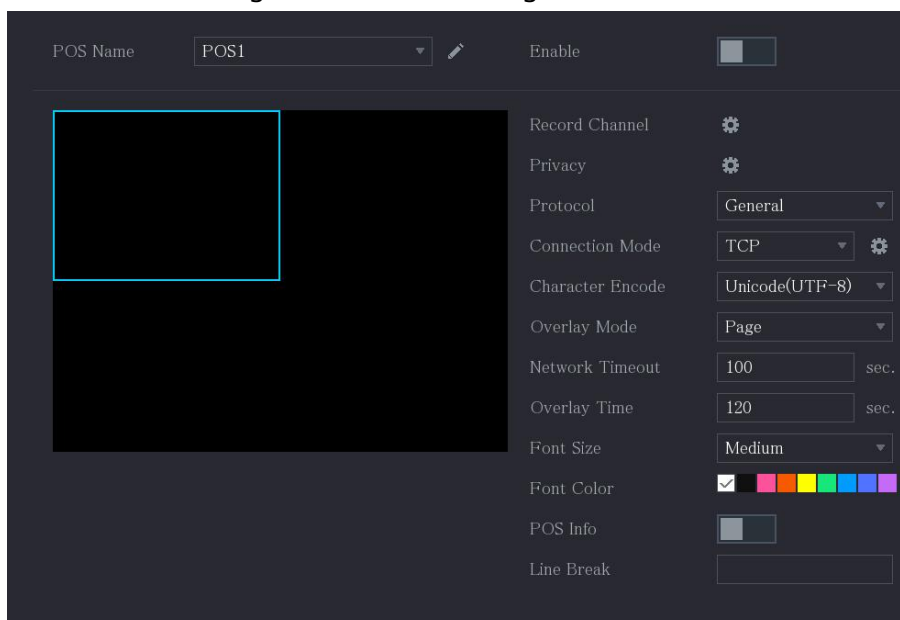 POS Name POS1 Enable
Record Channel
Privacy
Protocol General
Connection Mode TCP
Character Encode Unicode(UTF-8)
Overlay Mode Page
Network Timeout 100 sec.
Overlay Time 120 sec.
Font Size Medium
Font Color
POS Info
Line Break